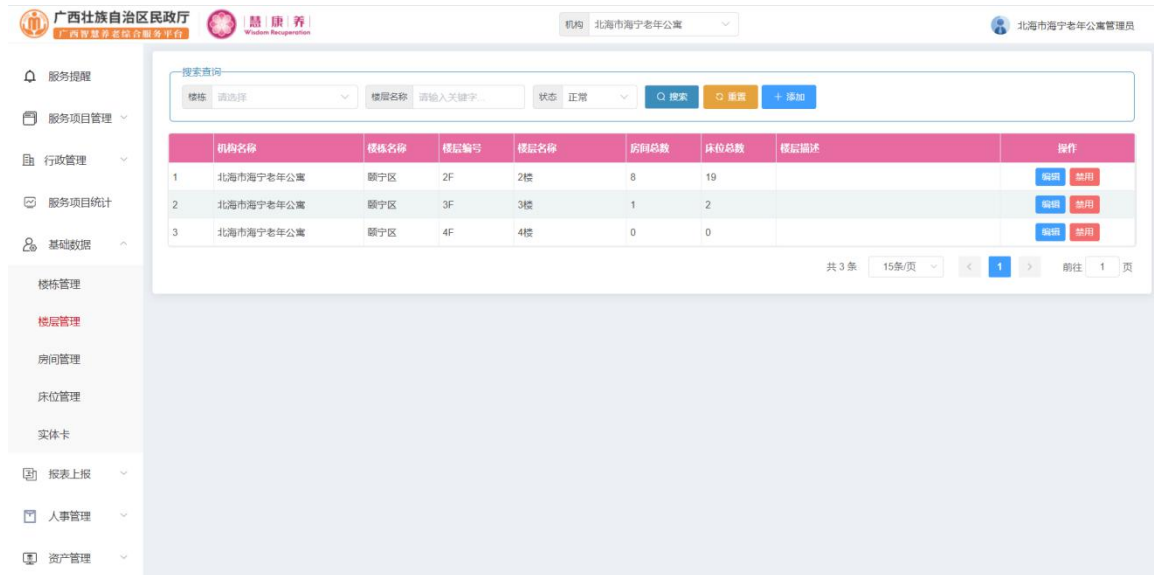 广西壮族自治区民政厅
广西智慧养老综合服务平台
慧康养
Wisdom Recuperation
机构 北海市海宁老年公寓
北海市海宁老年公寓管理员
服务提醒
服务项目管理
行政管理
服务项目统计
基础数据
楼栋管理
楼层管理
房间管理
床位管理
实体卡
报表上报
人事管理
资产管理
搜索查询
楼栋 请选择 楼层名称 请输入关键字... 状态 正常 搜索 重置 + 添加
机构名称 楼栋名称 楼层编号 楼层名称 房间总数 床位总数 楼层描述 操作
1 北海市海宁老年公寓 颐宁区 2F 2楼 8 19 编辑 禁用
2 北海市海宁老年公寓 颐宁区 3F 3楼 1 2 编辑 禁用
3 北海市海宁老年公寓 颐宁区 4F 4楼 0 0 编辑 禁用
共 3 条 15条/页 < 1 > 前往 1 页